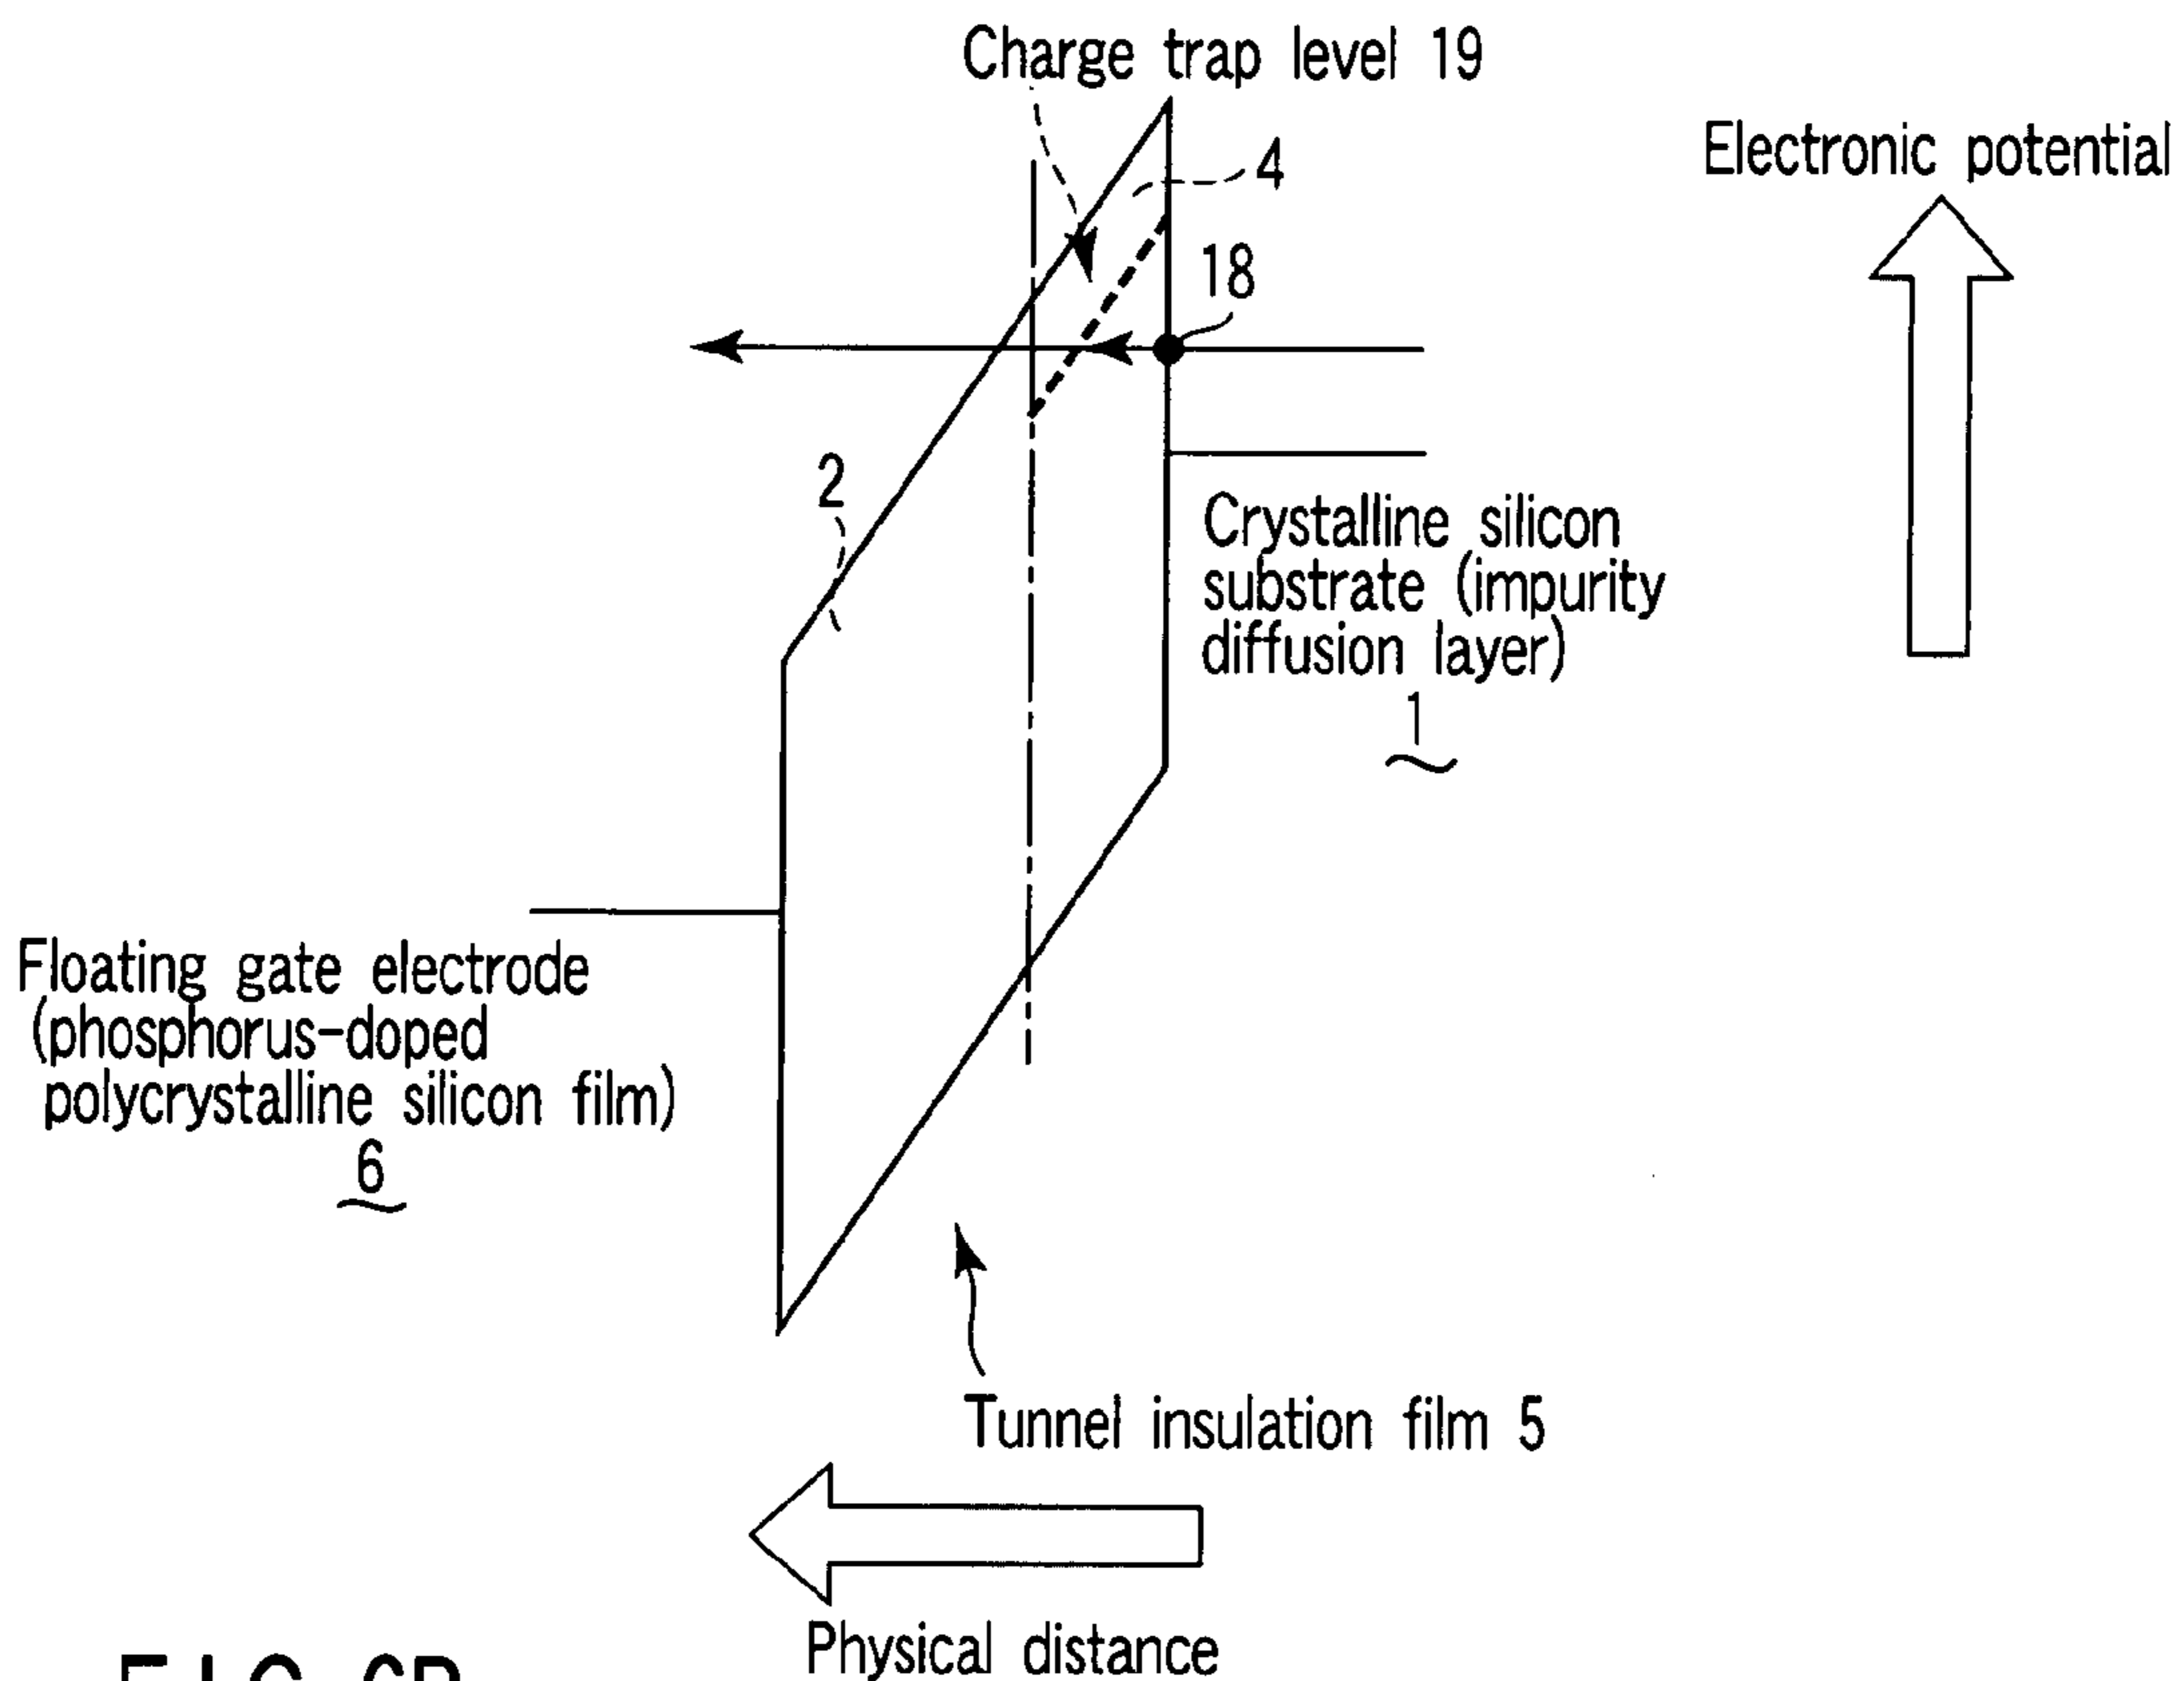 Charge trap level 19
Electronic potential
4
18
2
Crystalline silicon
substrate (impurity
diffusion layer)
1
Floating gate electrode
(phosphorus-doped
polycrystalline silicon film)
6
Tunnel insulation film 5
Physical distance